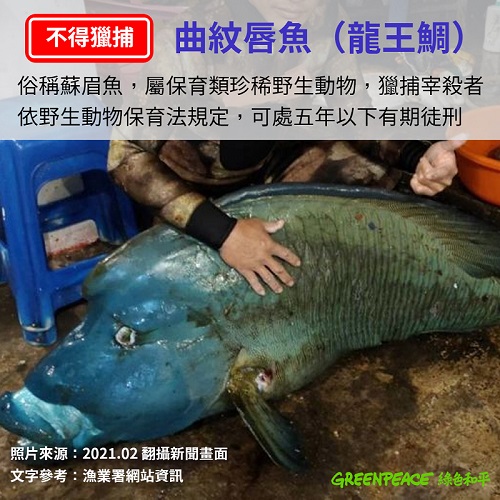 不得獵捕
曲紋唇魚（龍王鯛）
俗稱蘇眉魚，屬保育類珍稀野生動物，獵捕宰殺者
依野生動物保育法規定，可處五年以下有期徒刑
照片來源：2021.02 翻攝新聞畫面
文字參考：漁業署網站資訊
GREENPEACE 綠色和平